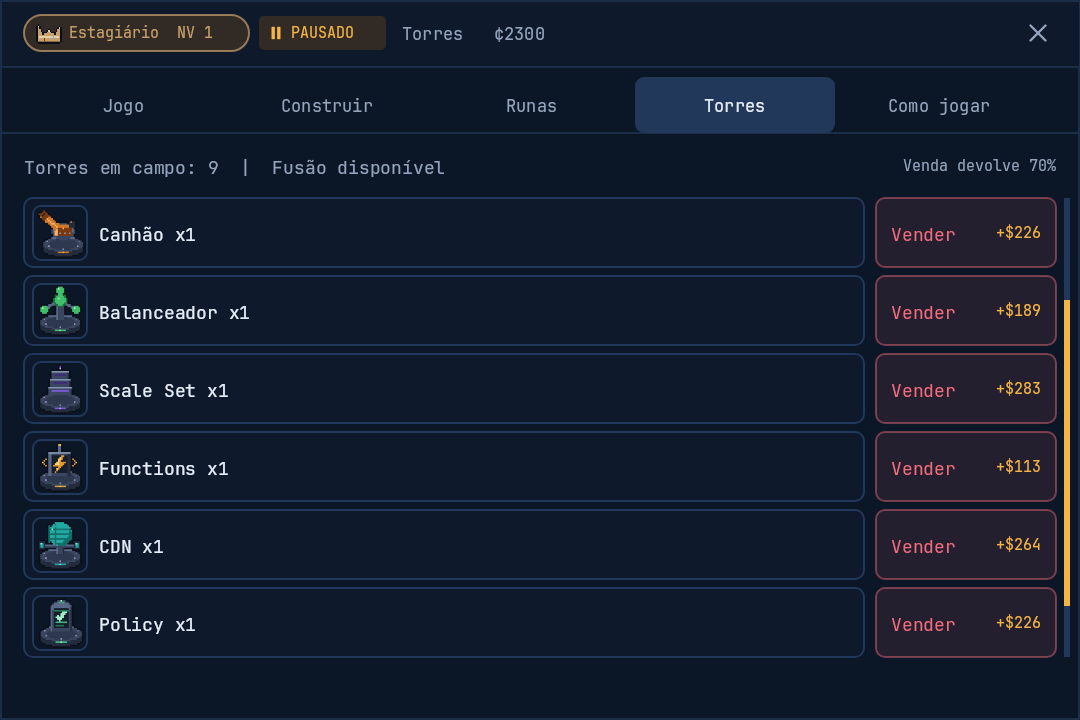 Estagiário NV 1 PAUSADO Torres ₵2300
Jogo Construir Runas Torres Como jogar
Torres em campo: 9 | Fusão disponível Venda devolve 70%
Canhão x1 Vender +$226
Balanceador x1 Vender +$189
Scale Set x1 Vender +$283
Functions x1 Vender +$113
CDN x1 Vender +$264
Policy x1 Vender +$226